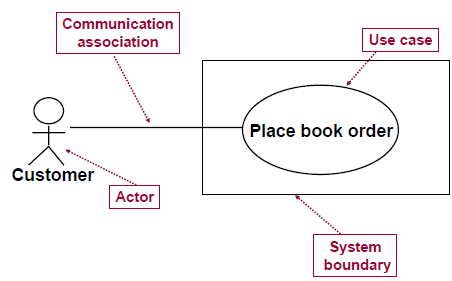 Communication
association
Use case
Place book order
Customer
Actor
System
boundary